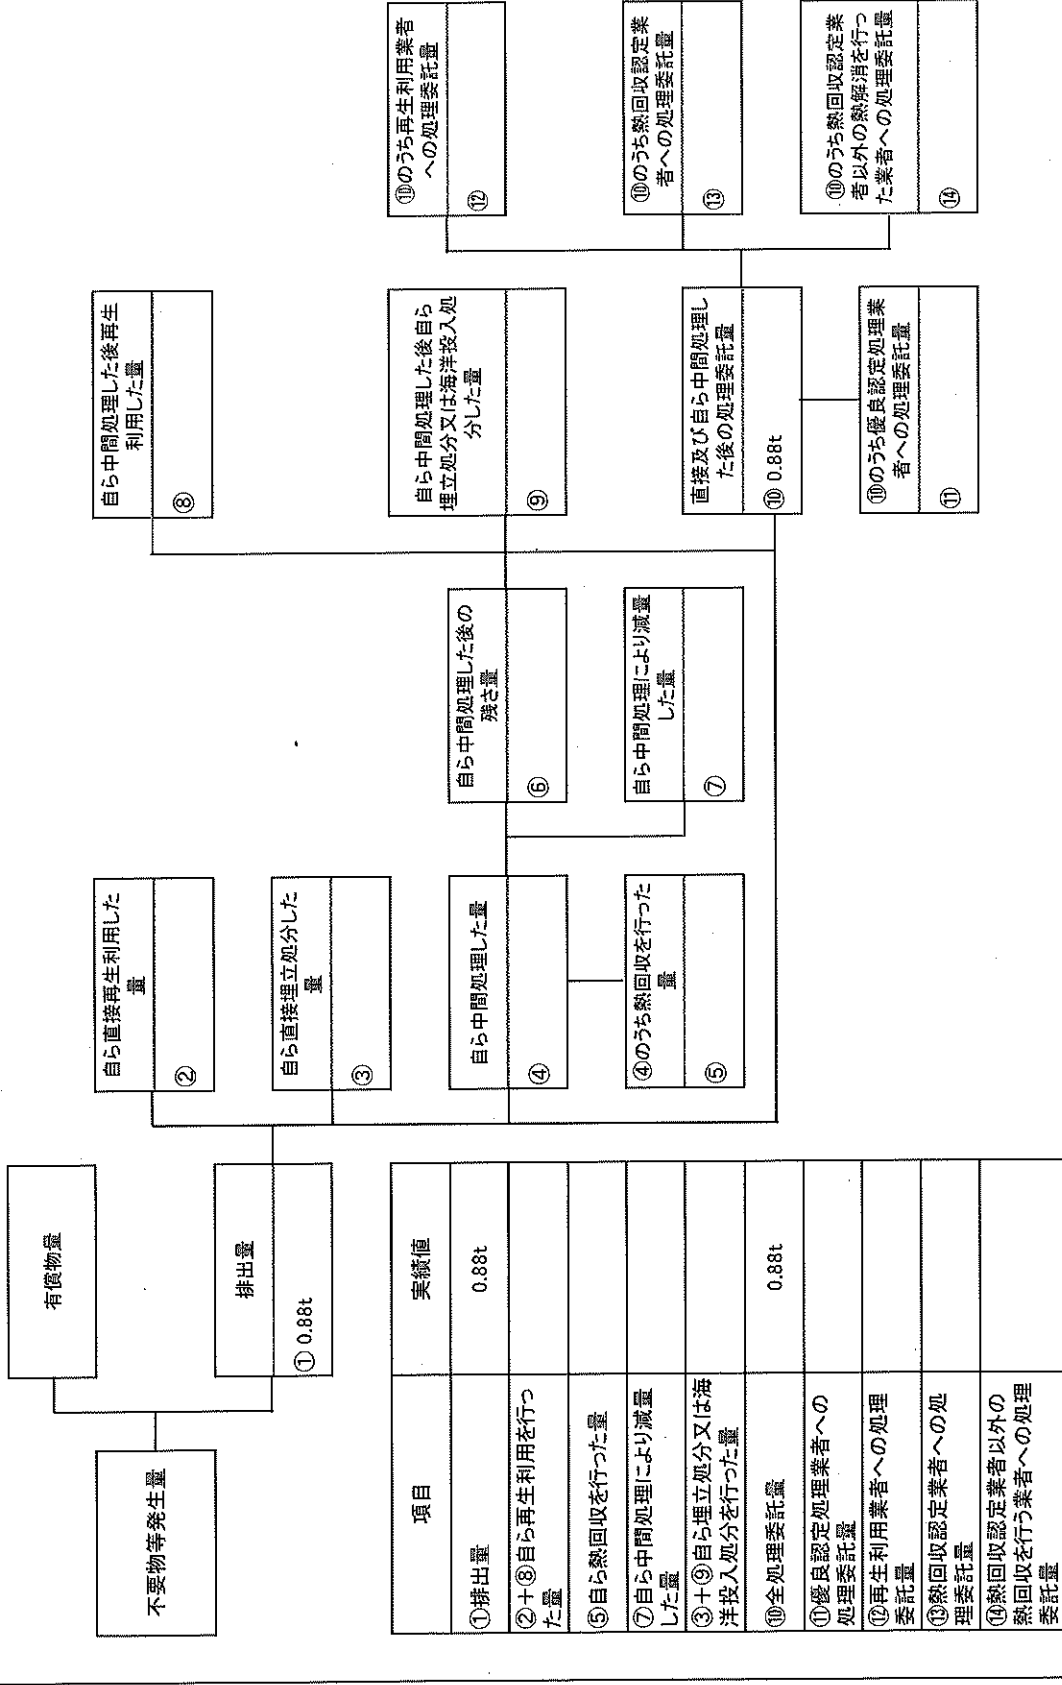 不要物等発生量
有償物量
排出量
① 0.88t
自ら直接再生利用した
量
②
自ら直接埋立処分した
量
③
自ら中間処理した量
④
④のうち熱回収を行った
量
⑤
自ら中間処理した後の
残さ量
⑥
自ら中間処理により減量
した量
⑦
自ら中間処理した後再生
利用した量
⑧
自ら中間処理した後自ら
埋立処分又は海洋投入処
分した量
⑨
直接及び自ら中間処理し
た後の処理委託量
⑩ 0.88t
⑩のうち優良認定処理業
者への処理委託量
⑪
⑩のうち再生利用業者
への処理委託量
⑫
⑩のうち熱回収認定業
者への処理委託量
⑬
⑩のうち熱回収認定業
者以外の熱解消を行っ
た業者への処理委託量
⑭
項目
実績値
①排出量
0.88t
②+⑧自ら再生利用を行っ
た量
⑤自ら熱回収を行った量
⑦自ら中間処理により減量
した量
③+⑨自ら埋立処分又は海
洋投入処分を行った量
⑩全処理委託量
0.88t
⑪優良認定処理業者への
処理委託量
⑫再生利用業者への処理
委託量
⑬熱回収認定業者への処
理委託量
⑭熱回収認定業者以外の
熱回収を行う業者への処理
委託量